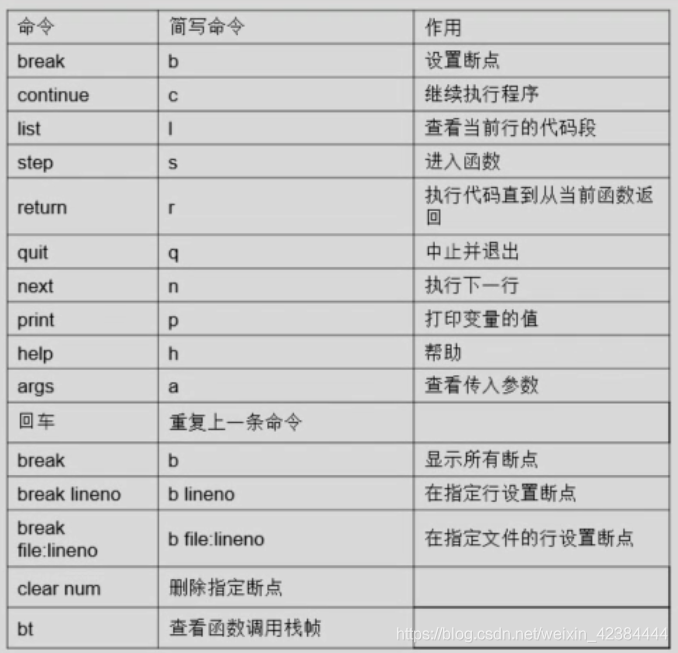 命令 简写命令 作用
break b 设置断点
continue c 继续执行程序
list l 查看当前行的代码段
step s 进入函数
return r 执行代码直到从当前函数返
回
quit q 中止并退出
next n 执行下一行
print p 打印变量的值
help h 帮助
args a 查看传入参数
回车 重复上一条命令
break b 显示所有断点
break lineno b lineno 在指定行设置断点
break
file:lineno b file:lineno 在指定文件的行设置断点
clear num 删除指定断点
bt 查看函数调用栈帧
https://blog.csdn.net/weixin_42384444